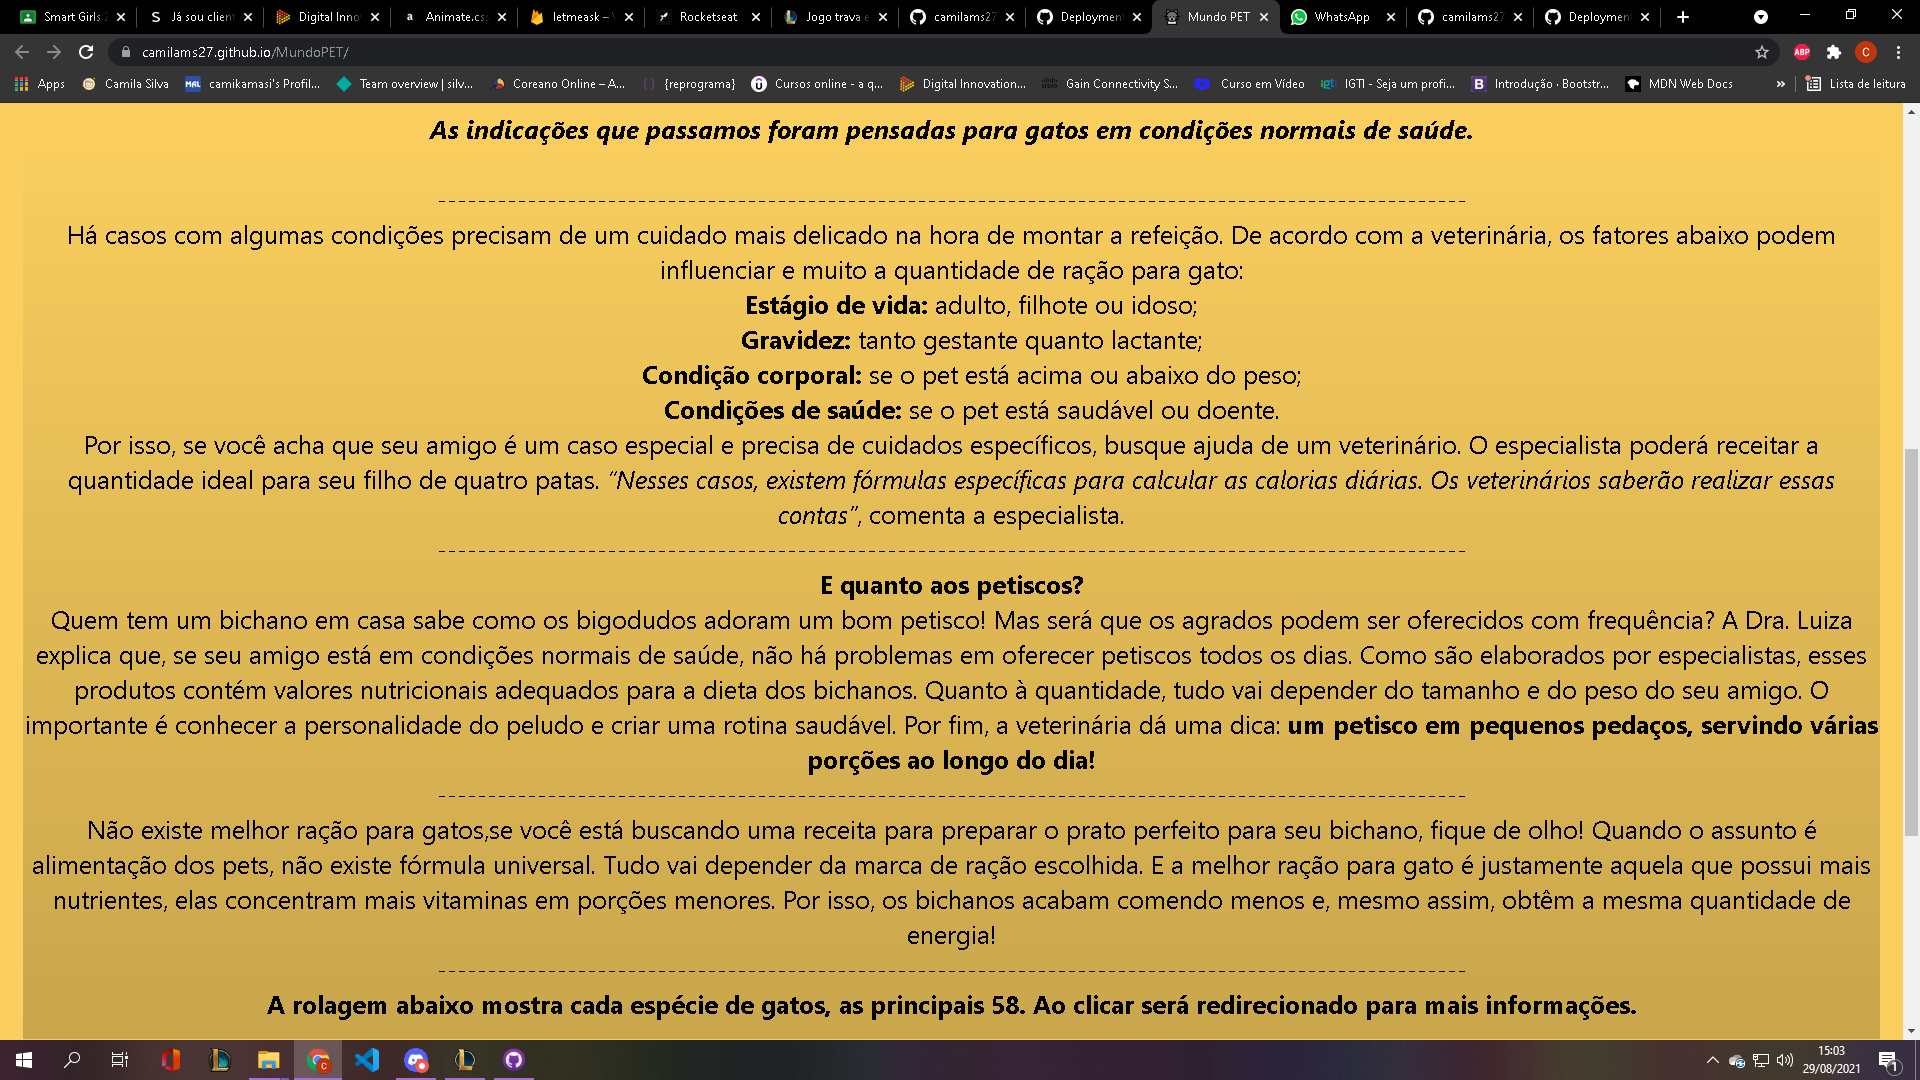 Smart Girls 2
Já sou client
Digital Inno
Animate.cs
letmeask –
Rocketseat
Jogo trava e
camilams27
Deployment
Mundo PET
WhatsApp
camilams27
Deployment
camilams27.github.io/MundoPET/
Apps
Camila Silva
camikamasi's Profil...
Team overview | silv...
Coreano Online – A...
{reprograma}
Cursos online - a q...
Digital Innovation...
Gain Connectivity S...
Curso em Vídeo
IGTI - Seja um profi...
Introdução · Bootstr...
MDN Web Docs
»
Lista de leitura
As indicações que passamos foram pensadas para gatos em condições normais de saúde.
Há casos com algumas condições precisam de um cuidado mais delicado na hora de montar a refeição. De acordo com a veterinária, os fatores abaixo podem
influenciar e muito a quantidade de ração para gato:
Estágio de vida: adulto, filhote ou idoso;
Gravidez: tanto gestante quanto lactante;
Condição corporal: se o pet está acima ou abaixo do peso;
Condições de saúde: se o pet está saudável ou doente.
Por isso, se você acha que seu amigo é um caso especial e precisa de cuidados específicos, busque ajuda de um veterinário. O especialista poderá receitar a
quantidade ideal para seu filho de quatro patas. “Nesses casos, existem fórmulas específicas para calcular as calorias diárias. Os veterinários saberão realizar essas
contas”, comenta a especialista.
E quanto aos petiscos?
Quem tem um bichano em casa sabe como os bigodudos adoram um bom petisco! Mas será que os agrados podem ser oferecidos com frequência? A Dra. Luiza
explica que, se seu amigo está em condições normais de saúde, não há problemas em oferecer petiscos todos os dias. Como são elaborados por especialistas, esses
produtos contém valores nutricionais adequados para a dieta dos bichanos. Quanto à quantidade, tudo vai depender do tamanho e do peso do seu amigo. O
importante é conhecer a personalidade do peludo e criar uma rotina saudável. Por fim, a veterinária dá uma dica: um petisco em pequenos pedaços, servindo várias
porções ao longo do dia!
Não existe melhor ração para gatos,se você está buscando uma receita para preparar o prato perfeito para seu bichano, fique de olho! Quando o assunto é
alimentação dos pets, não existe fórmula universal. Tudo vai depender da marca de ração escolhida. E a melhor ração para gato é justamente aquela que possui mais
nutrientes, elas concentram mais vitaminas em porções menores. Por isso, os bichanos acabam comendo menos e, mesmo assim, obtêm a mesma quantidade de
energia!
A rolagem abaixo mostra cada espécie de gatos, as principais 58. Ao clicar será redirecionado para mais informações.
15:03
29/08/2021